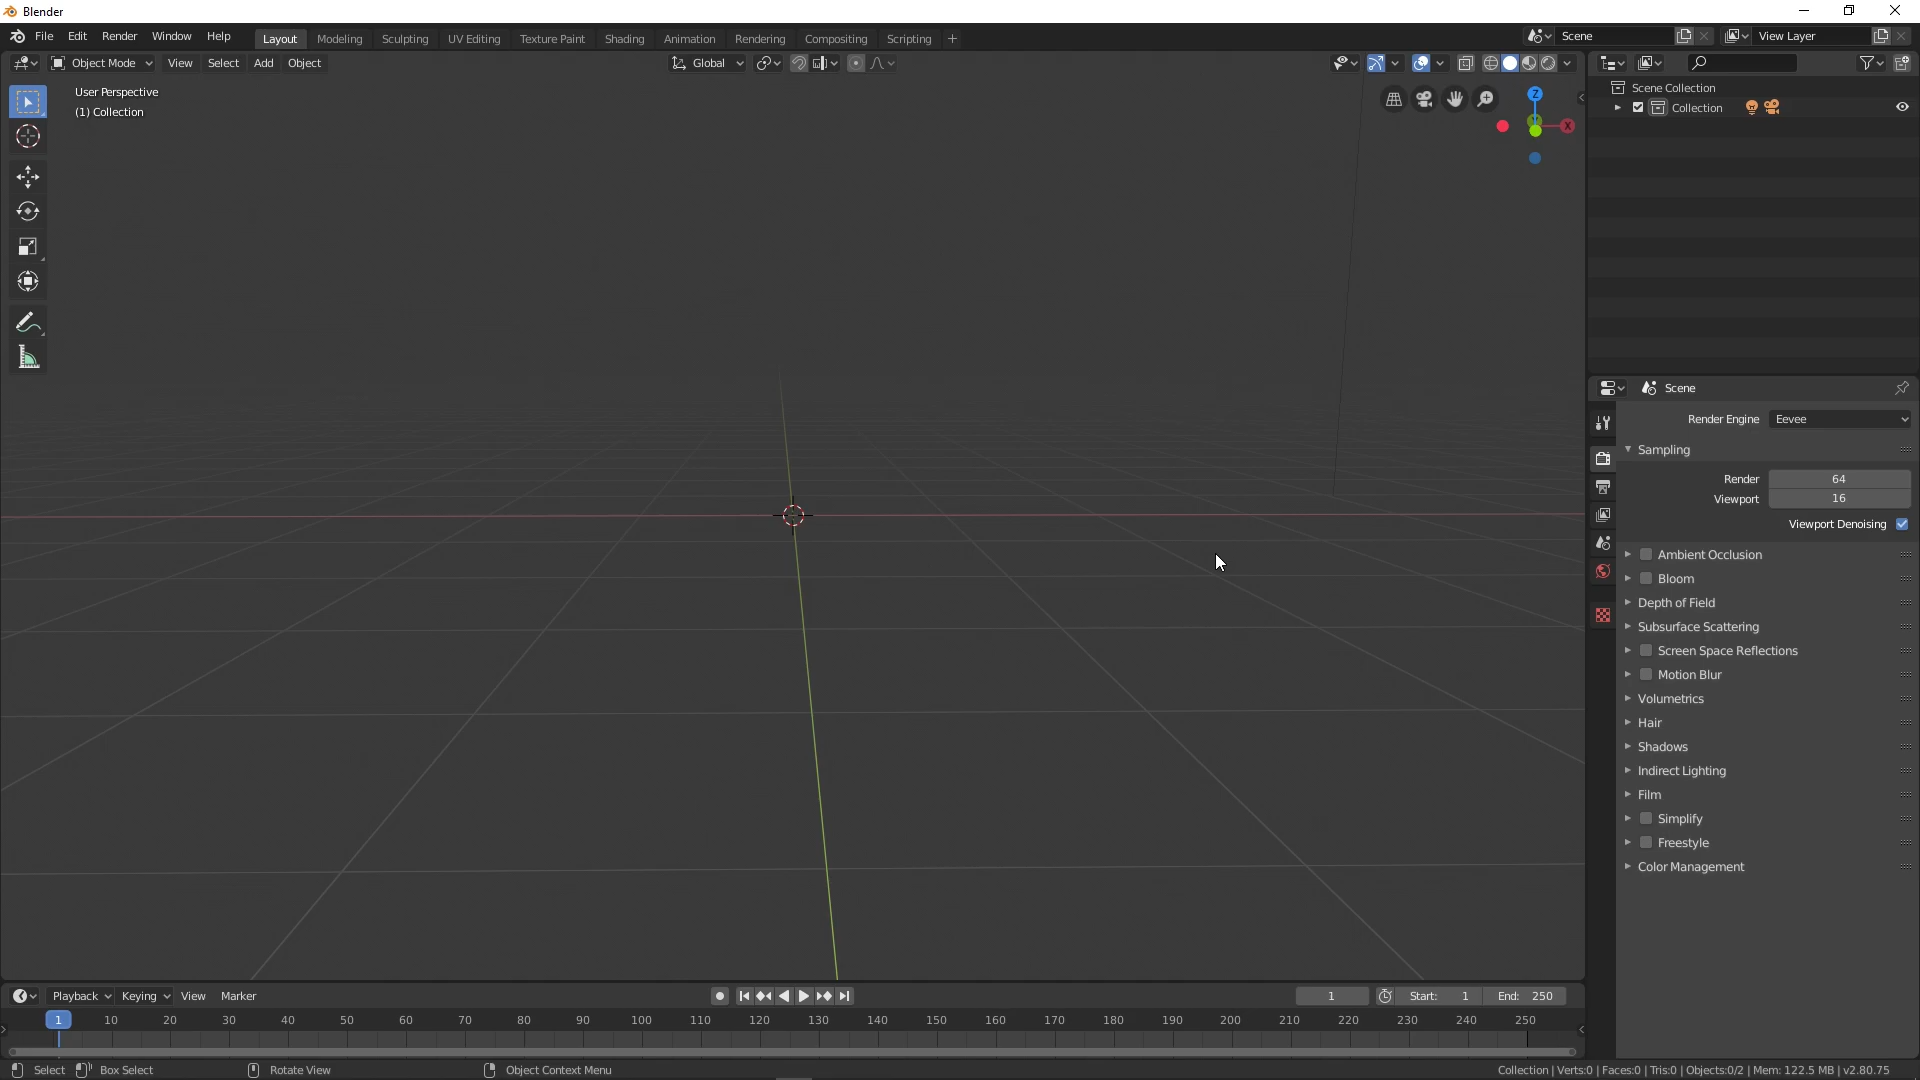 Blender
File Edit Render Window Help Layout Modeling Sculpting UV Editing Texture Paint Shading Animation Rendering Compositing Scripting + Scene View Layer
Object Mode View Select Add Object Global
User Perspective
(1) Collection
Z
X
Scene Collection
Collection
Scene
Render Engine Eevee
Sampling
Render 64
Viewport 16
Viewport Denoising
Ambient Occlusion
Bloom
Depth of Field
Subsurface Scattering
Screen Space Reflections
Motion Blur
Volumetrics
Hair
Shadows
Indirect Lighting
Film
Simplify
Freestyle
Color Management
Playback Keying View Marker 1 Start: 1 End: 250
1 10 20 30 40 50 60 70 80 90 100 110 120 130 140 150 160 170 180 190 200 210 220 230 240 250
Select Box Select Rotate View Object Context Menu Collection | Verts:0 | Faces:0 | Tris:0 | Objects:0/2 | Mem: 122.5 MB | v2.80.75